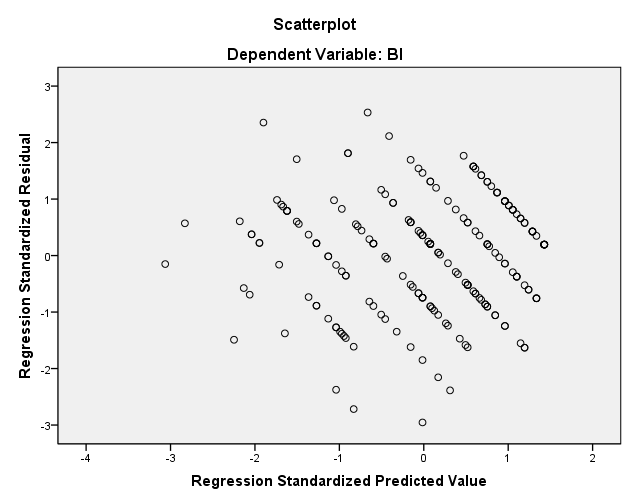 Scatterplot
Dependent Variable: BI
Regression Standardized Residual
3
2
1
0
-1
-2
-3
-4 -3 -2 -1 0 1 2
Regression Standardized Predicted Value